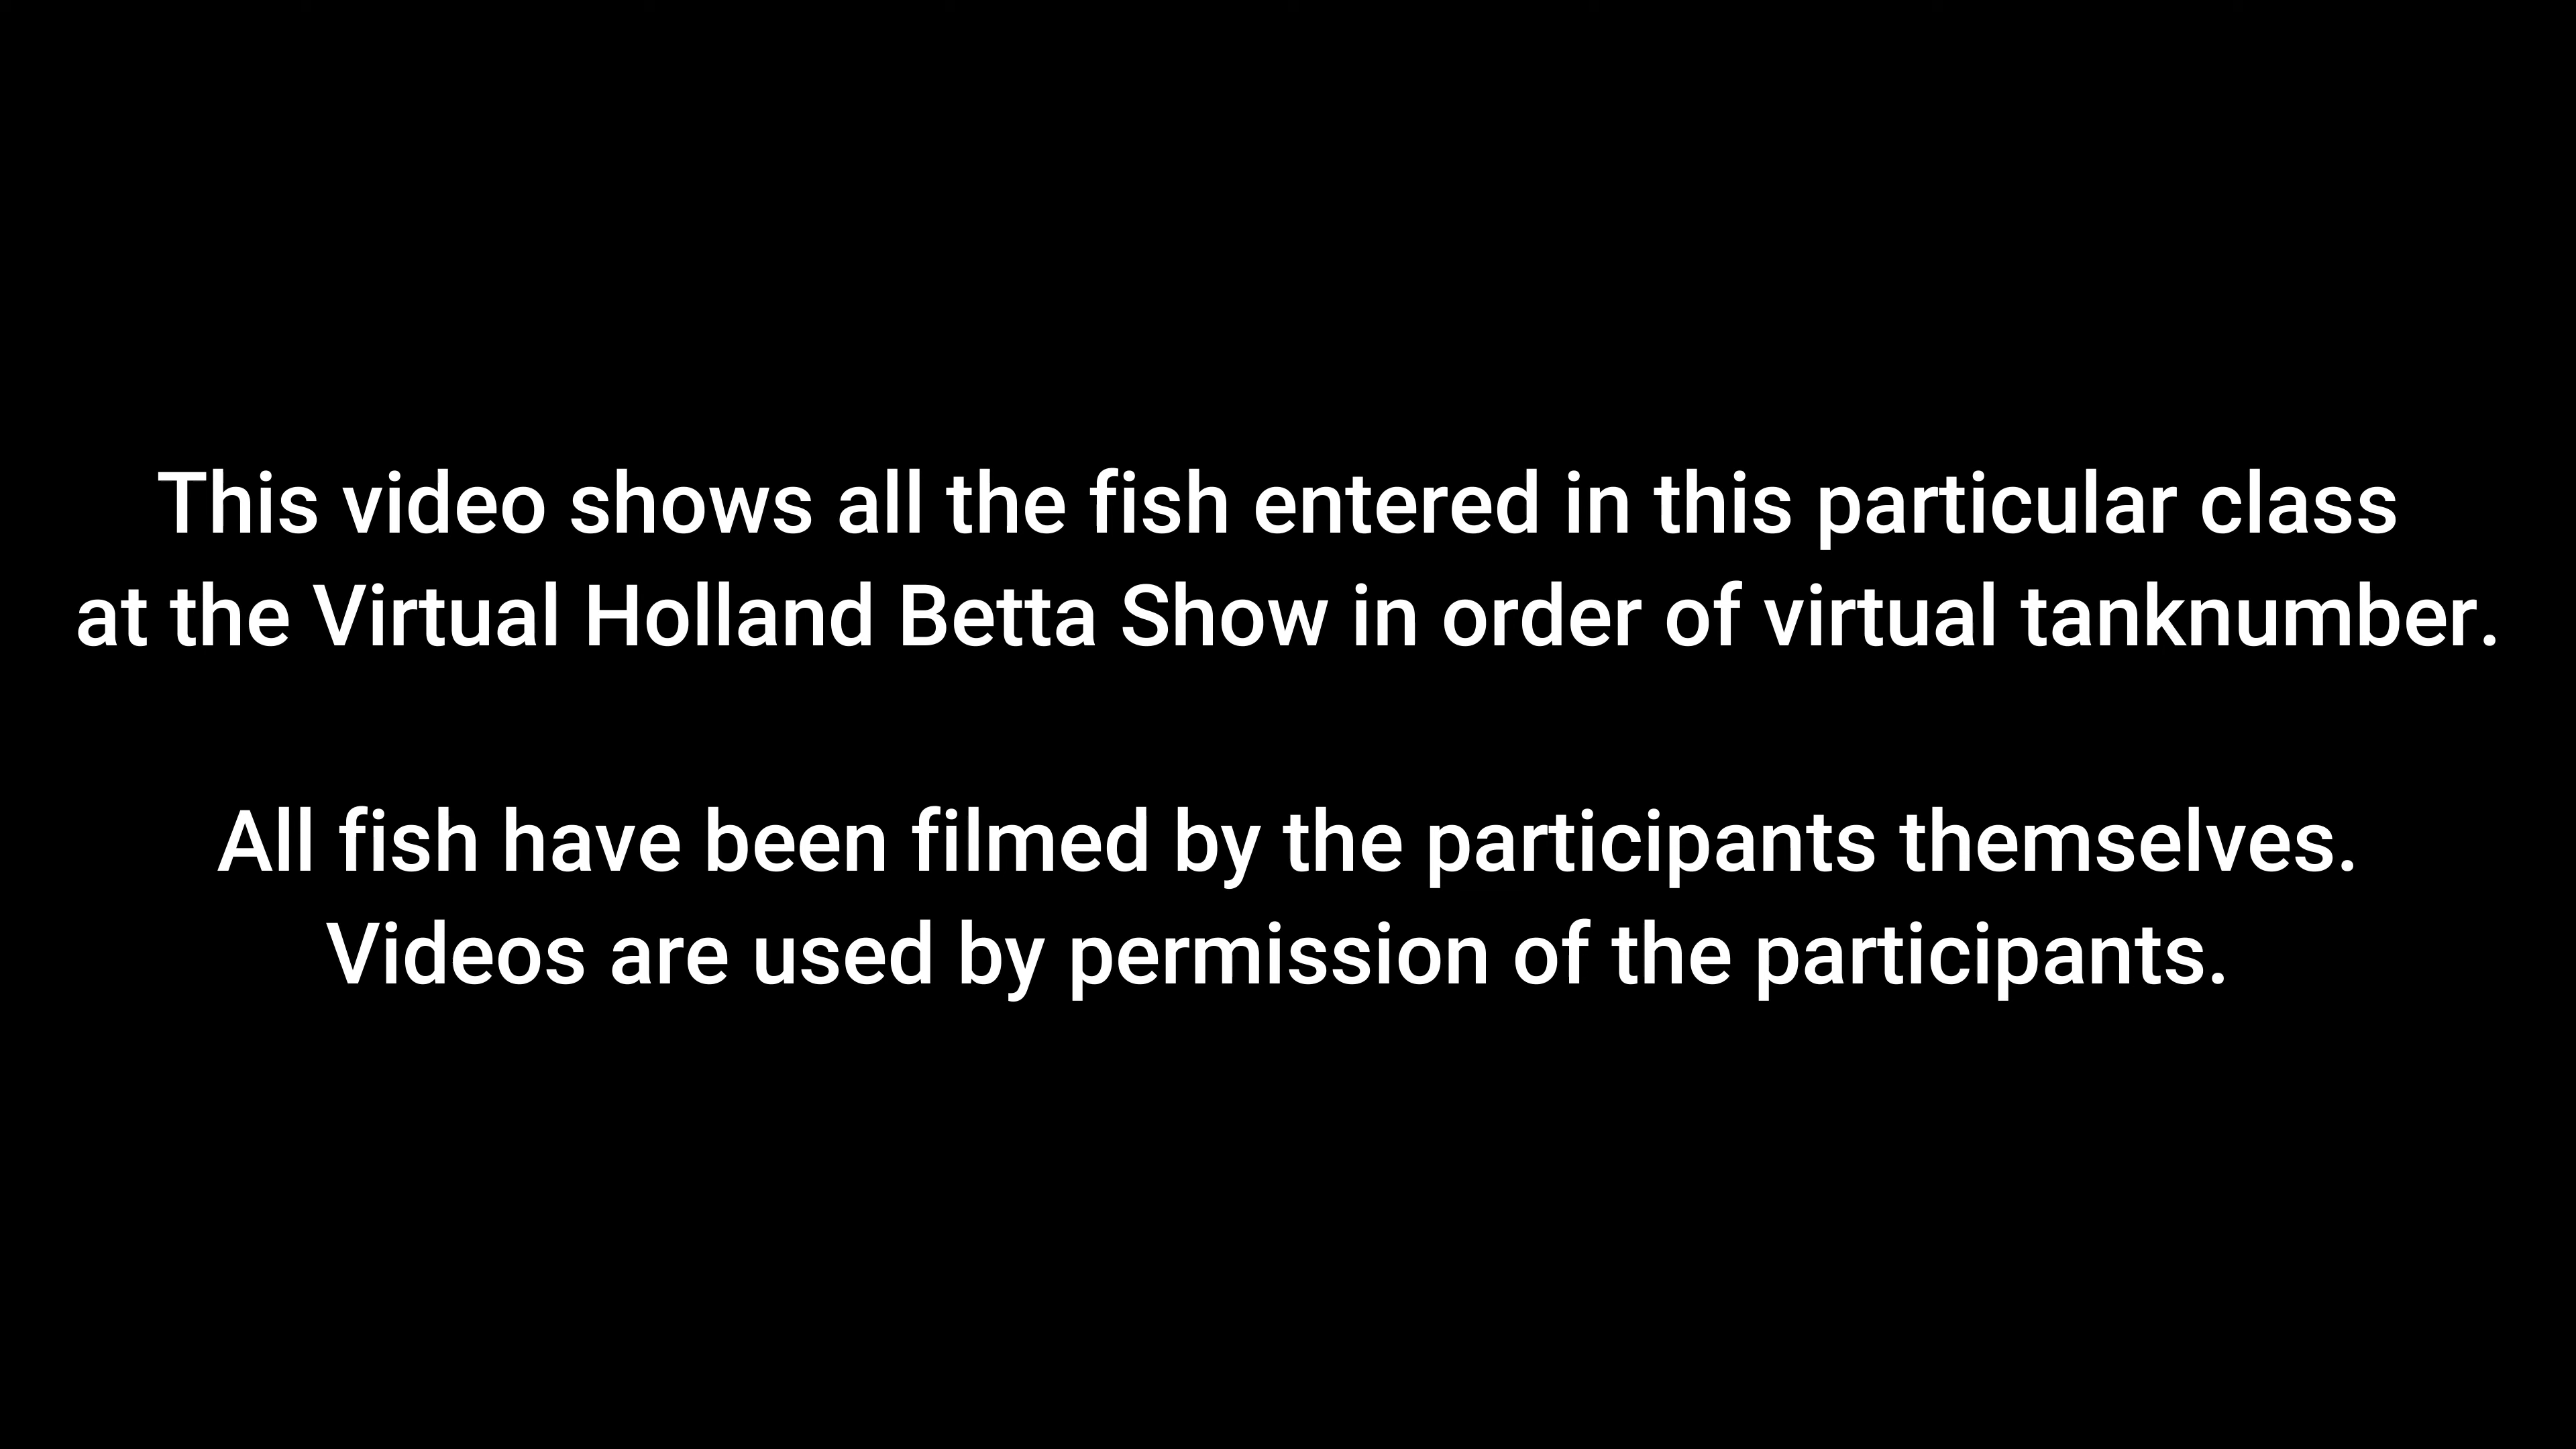 This video shows all the fish entered in this particular class
at the Virtual Holland Betta Show in order of virtual tanknumber.
All fish have been filmed by the participants themselves.
Videos are used by permission of the participants.